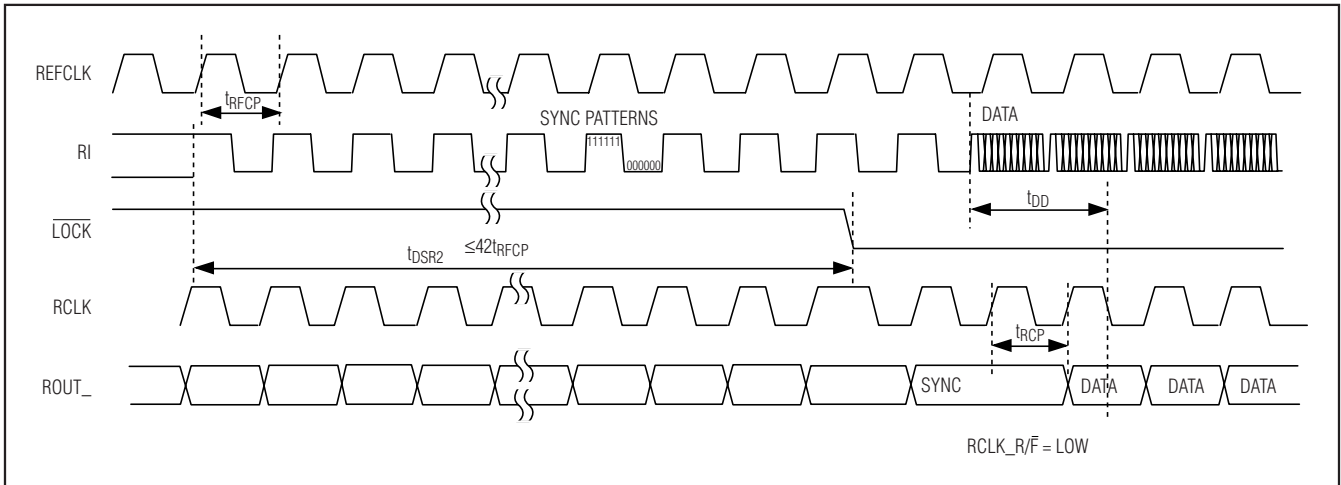 REFCLK
tRFCP
SYNC PATTERNS
DATA
RI
111111
000000
tDD
L̅O̅C̅K̅
tDSR2 ≤42tRFCP
RCLK
tRCP
ROUT_
SYNC
DATA
DATA
DATA
RCLK_R/F̅ = LOW